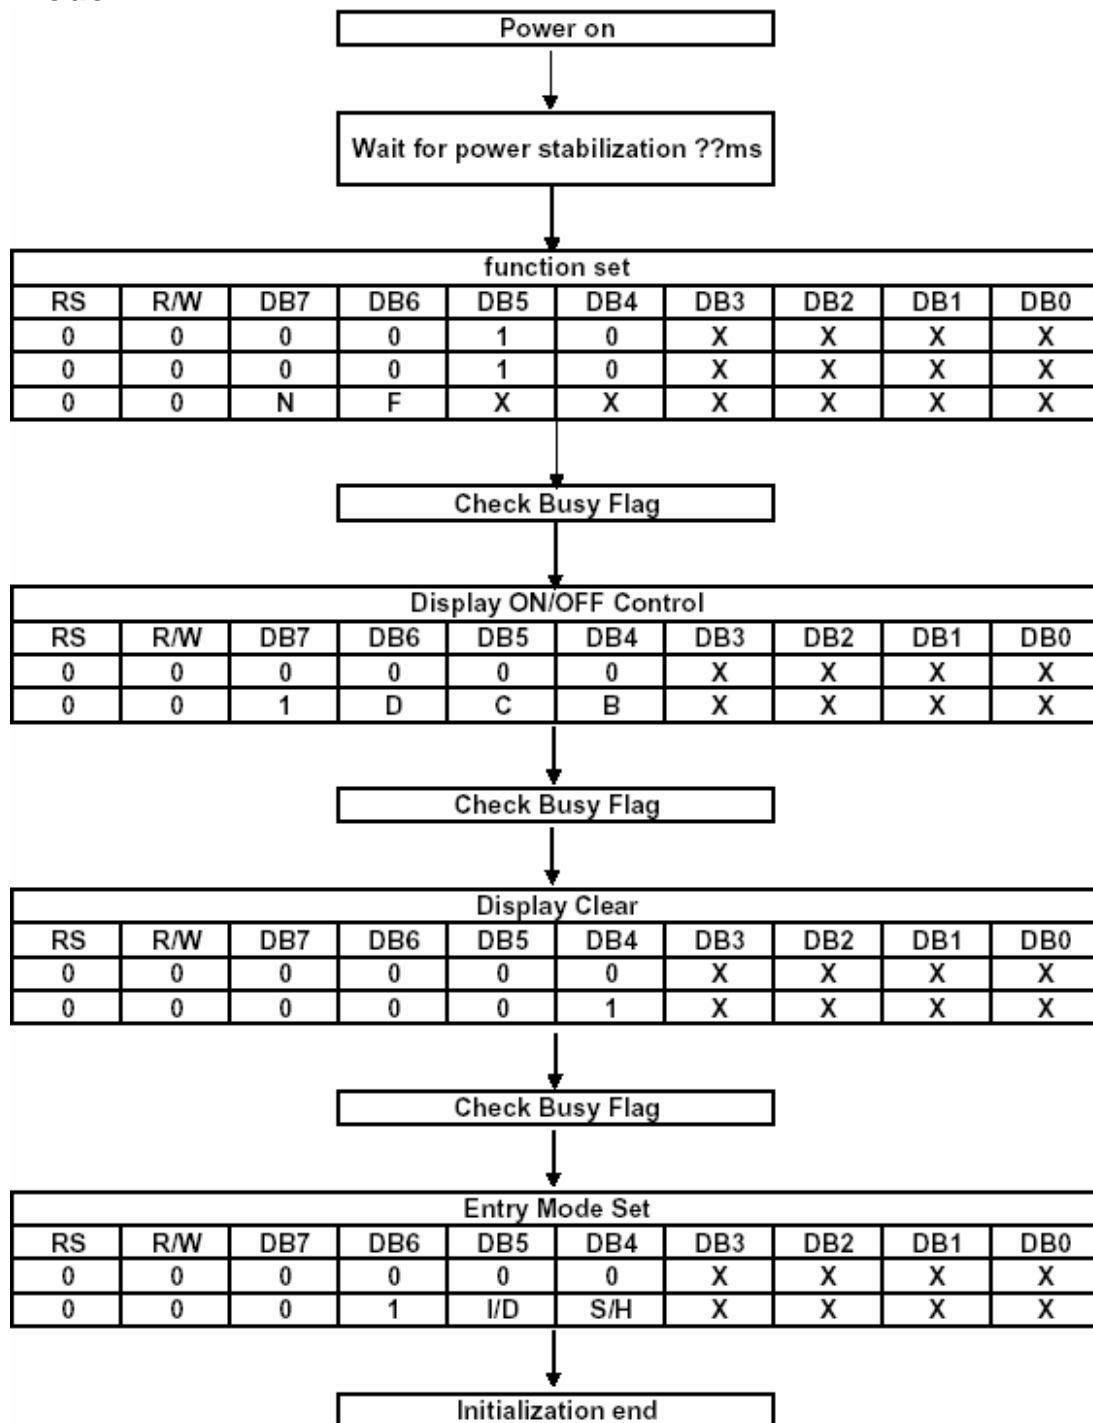 Power on
Wait for power stabilization ??ms
function set
RS R/W DB7 DB6 DB5 DB4 DB3 DB2 DB1 DB0
0 0 0 0 1 0 X X X X
0 0 0 0 1 0 X X X X
0 0 N F X X X X X X
Check Busy Flag
Display ON/OFF Control
RS R/W DB7 DB6 DB5 DB4 DB3 DB2 DB1 DB0
0 0 0 0 0 0 X X X X
0 0 1 D C B X X X X
Check Busy Flag
Display Clear
RS R/W DB7 DB6 DB5 DB4 DB3 DB2 DB1 DB0
0 0 0 0 0 0 X X X X
0 0 0 0 0 1 X X X X
Check Busy Flag
Entry Mode Set
RS R/W DB7 DB6 DB5 DB4 DB3 DB2 DB1 DB0
0 0 0 0 0 0 X X X X
0 0 0 1 I/D S/H X X X X
Initialization end